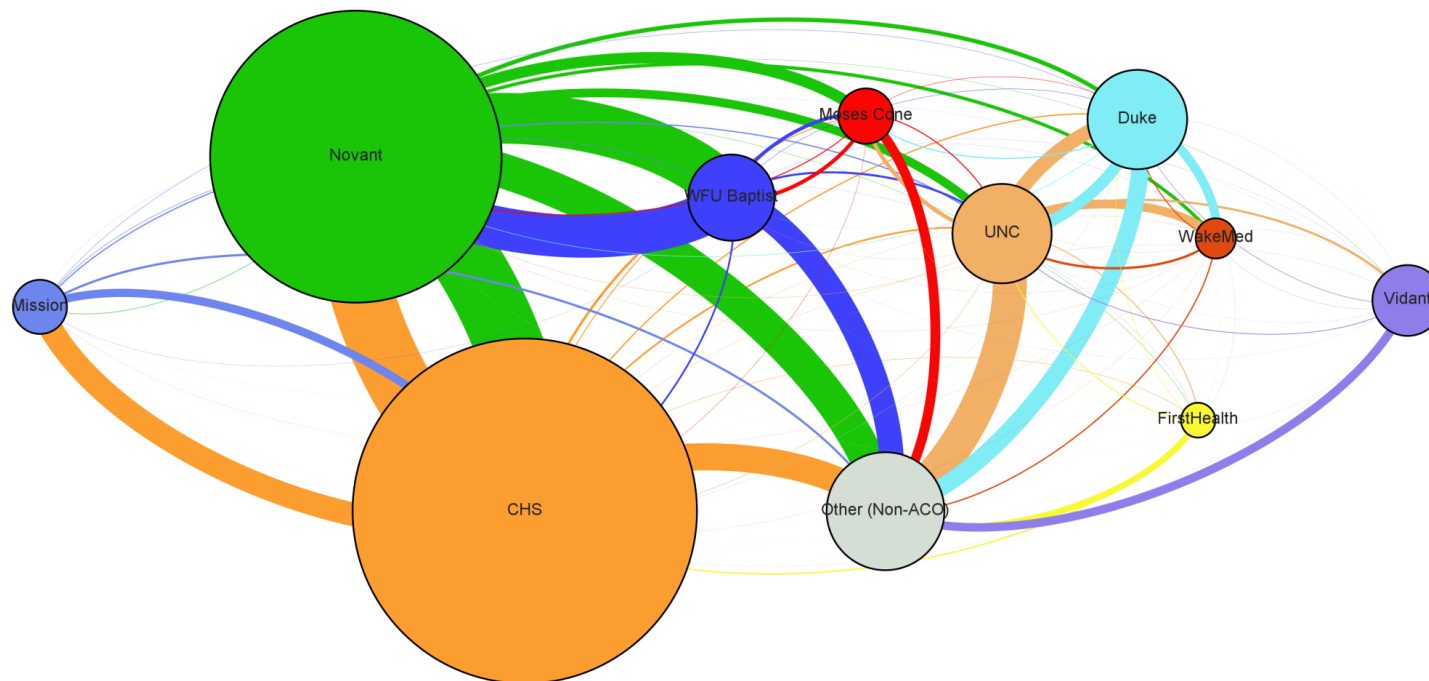 Novant
Moses Cone
Duke
WFU Baptist
UNC
WakeMed
Mission
Vidant
FirstHealth
CHS
Other (Non-ACO)